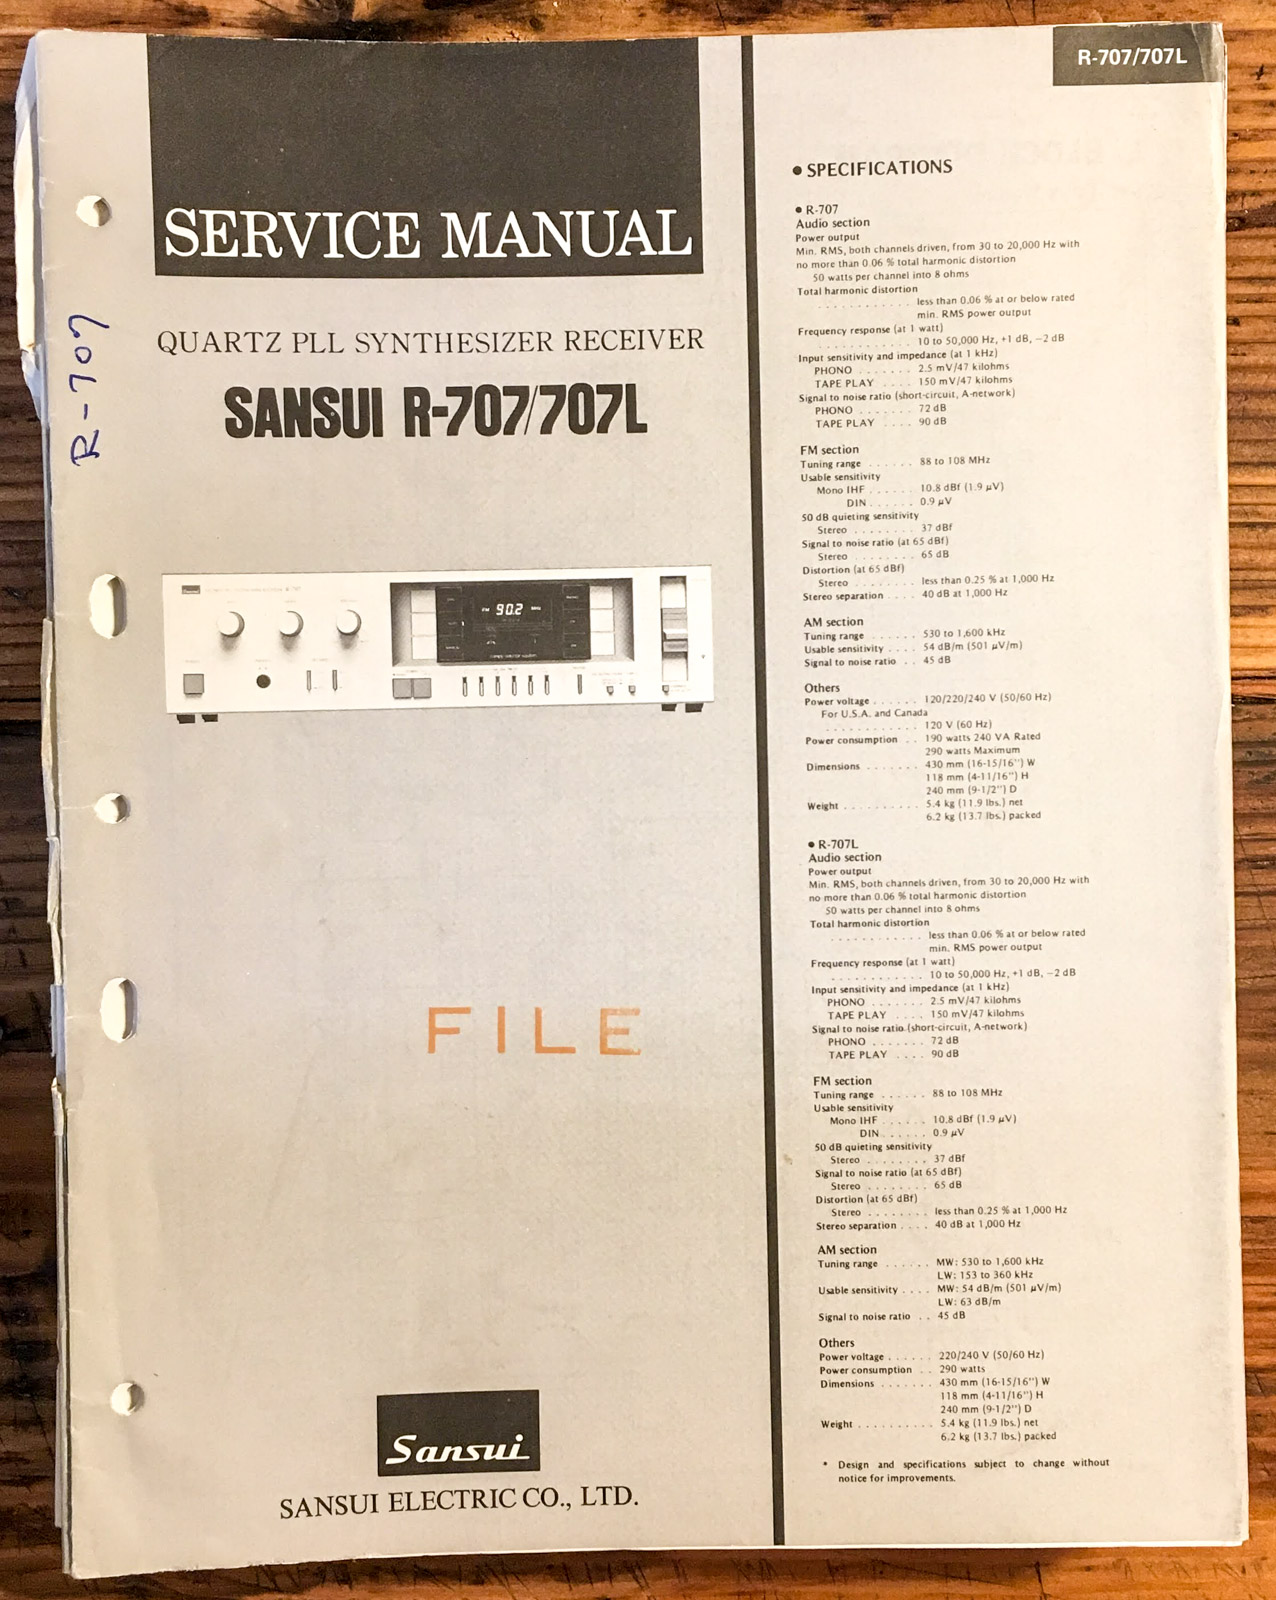 R-707/707L
SERVICE MANUAL
QUARTZ PLL SYNTHESIZER RECEIVER
SANSUI R-707/707L
R-707
FM 90.2 MHz
FILE
Sansui
SANSUI ELECTRIC CO., LTD.
● SPECIFICATIONS
● R-707
Audio section
Power output
Min. RMS, both channels driven, from 30 to 20,000 Hz with
no more than 0.06 % total harmonic distortion
50 watts per channel into 8 ohms
Total harmonic distortion
. . . . . . . . . . . . less than 0.06 % at or below rated
min. RMS power output
Frequency response (at 1 watt)
. . . . . . . . . . . . 10 to 50,000 Hz, +1 dB, −2 dB
Input sensitivity and impedance (at 1 kHz)
PHONO . . . . . . . 2.5 mV/47 kilohms
TAPE PLAY . . . . 150 mV/47 kilohms
Signal to noise ratio (short-circuit, A-network)
PHONO . . . . . . . 72 dB
TAPE PLAY . . . . 90 dB
FM section
Tuning range . . . . . . 88 to 108 MHz
Usable sensitivity
Mono IHF . . . . . . 10.8 dBf (1.9 µV)
DIN . . . . . . 0.9 µV
50 dB quieting sensitivity
Stereo . . . . . . . . 37 dBf
Signal to noise ratio (at 65 dBf)
Stereo . . . . . . . . 65 dB
Distortion (at 65 dBf)
Stereo . . . . . . . . less than 0.25 % at 1,000 Hz
Stereo separation . . . . 40 dB at 1,000 Hz
AM section
Tuning range . . . . . . 530 to 1,600 kHz
Usable sensitivity . . . . 54 dB/m (501 µV/m)
Signal to noise ratio . . 45 dB
Others
Power voltage . . . . . . 120/220/240 V (50/60 Hz)
For U.S.A. and Canada
. . . . . . . . . . . . 120 V (60 Hz)
Power consumption . . 190 watts 240 VA Rated
290 watts Maximum
Dimensions . . . . . . . 430 mm (16-15/16") W
118 mm (4-11/16") H
240 mm (9-1/2") D
Weight . . . . . . . . . . 5.4 kg (11.9 lbs.) net
6.2 kg (13.7 lbs.) packed
● R-707L
Audio section
Power output
Min. RMS, both channels driven, from 30 to 20,000 Hz with
no more than 0.06 % total harmonic distortion
50 watts per channel into 8 ohms
Total harmonic distortion
. . . . . . . . . . . . less than 0.06 % at or below rated
min. RMS power output
Frequency response (at 1 watt)
. . . . . . . . . . . . 10 to 50,000 Hz, +1 dB, −2 dB
Input sensitivity and impedance (at 1 kHz)
PHONO . . . . . . . 2.5 mV/47 kilohms
TAPE PLAY . . . . 150 mV/47 kilohms
Signal to noise ratio (short-circuit, A-network)
PHONO . . . . . . . 72 dB
TAPE PLAY . . . . 90 dB
FM section
Tuning range . . . . . . 88 to 108 MHz
Usable sensitivity
Mono IHF . . . . . . 10.8 dBf (1.9 µV)
DIN . . . . . . 0.9 µV
50 dB quieting sensitivity
Stereo . . . . . . . . 37 dBf
Signal to noise ratio (at 65 dBf)
Stereo . . . . . . . . 65 dB
Distortion (at 65 dBf)
Stereo . . . . . . . . less than 0.25 % at 1,000 Hz
Stereo separation . . . . 40 dB at 1,000 Hz
AM section
Tuning range . . . . . . MW: 530 to 1,600 kHz
LW: 153 to 360 kHz
Usable sensitivity . . . . MW: 54 dB/m (501 µV/m)
LW: 63 dB/m
Signal to noise ratio . . 45 dB
Others
Power voltage . . . . . . 220/240 V (50/60 Hz)
Power consumption . . 290 watts
Dimensions . . . . . . . 430 mm (16-15/16") W
118 mm (4-11/16") H
240 mm (9-1/2") D
Weight . . . . . . . . . . 5.4 kg (11.9 lbs.) net
6.2 kg (13.7 lbs.) packed
* Design and specifications subject to change without
notice for improvements.